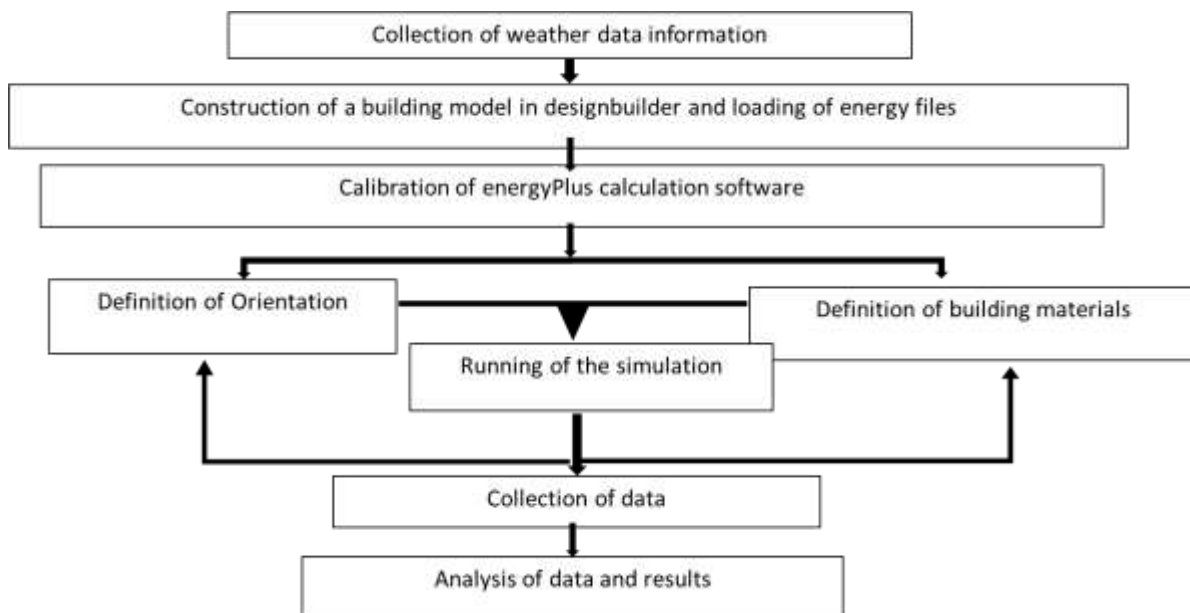 Collection of weather data information
Construction of a building model in designbuilder and loading of energy files
Calibration of energyPlus calculation software
Definition of Orientation
Definition of building materials
Running of the simulation
Collection of data
Analysis of data and results